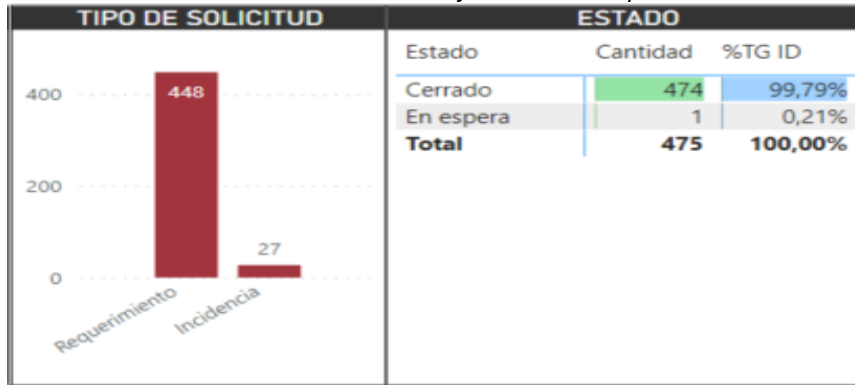 TIPO DE SOLICITUD
400
200
0
448
27
Requerimiento
Incidencia
ESTADO
Estado Cantidad %TG ID
Cerrado 474 99,79%
En espera 1 0,21%
Total 475 100,00%